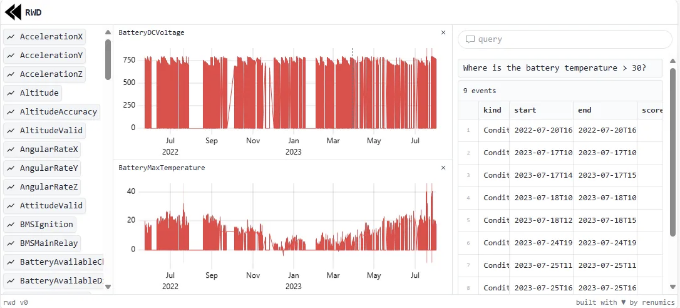 RWD
AccelerationX
AccelerationY
AccelerationZ
Altitude
AltitudeAccuracy
AltitudeValid
AngularRateX
AngularRateY
AngularRateZ
AttitudeValid
BMSIgnition
BMSMainRelay
BatteryAvailableCh
BatteryAvailableD
BatteryDCVoltage ×
750
500
250
0
Jul Sep Nov Jan Mar May Jul
2022 2023
BatteryMaxTemperature ×
40
20
0
Jul Sep Nov Jan Mar May Jul
2022 2023
query
Where is the battery temperature > 30?
9 events
kind start end score
1 Condit 2022-07-20T16 2022-07-20T16
2 Condit 2023-07-17T10 2023-07-17T10
3 Condit 2023-07-17T14 2023-07-17T15
4 Condit 2023-07-18T10 2023-07-18T10
5 Condit 2023-07-18T12 2023-07-18T15
6 Condit 2023-07-24T19 2023-07-24T19
7 Condit 2023-07-25T11 2023-07-25T11
8 Condit 2023-07-25T16 2023-07-25T16
rwd v0
built with ▼ by renumics